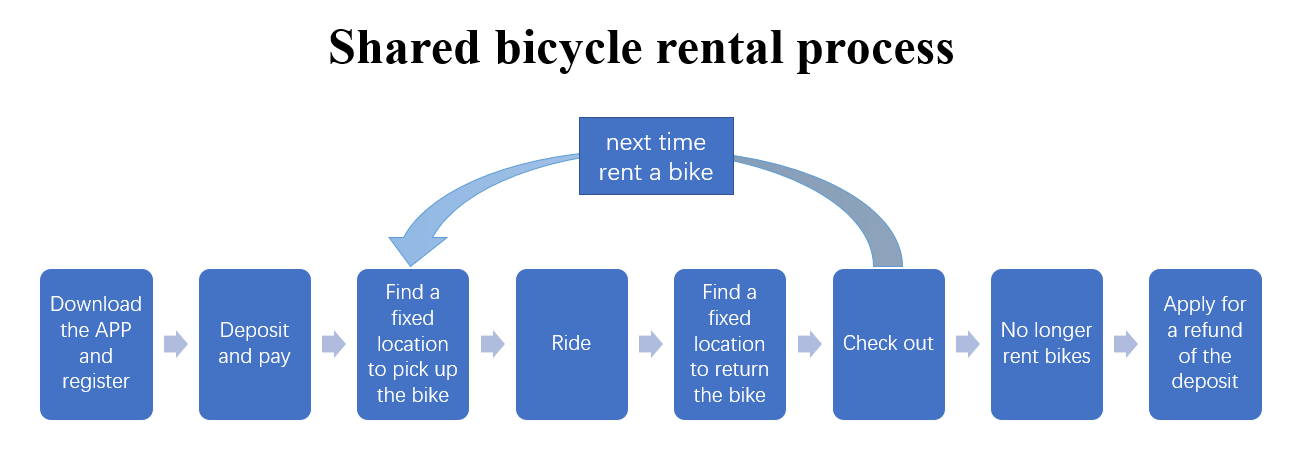 Shared bicycle rental process
next time
rent a bike
Download
the APP
and
register
Deposit
and pay
Find a
fixed
location
to pick up
the bike
Ride
Find a
fixed
location
to return
the bike
Check out
No longer
rent bikes
Apply for
a refund
of the
deposit